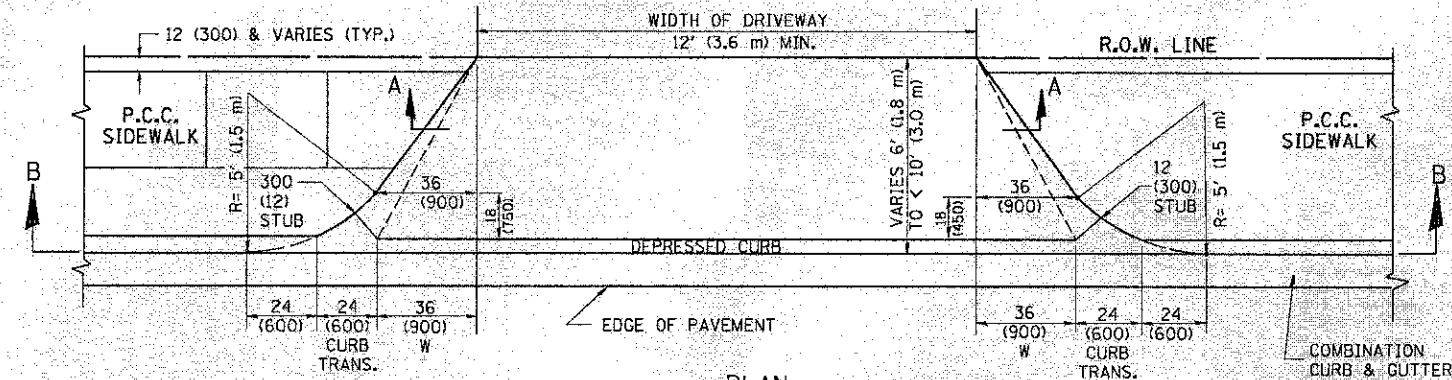 12 (300) & VARIES (TYP.)
WIDTH OF DRIVEWAY
12' (3.6 m) MIN.
R.O.W. LINE
P.C.C.
SIDEWALK
R= 5' (1.5 m)
A
300
(12)
STUB
36
(900)
18
(750)
VARIES 6' (1.8 m)
TO < 10' (3.0 m)
A
36
(900)
18
(450)
12
(300)
STUB
R= 5' (1.5 m)
P.C.C.
SIDEWALK
B
B
DEPRESSED CURB
24
(600)
24
(600)
CURB
TRANS.
36
(900)
W
EDGE OF PAVEMENT
36
(900)
W
24
(600)
CURB
TRANS.
24
(600)
COMBINATION
CURB & GUTTER
PLAN